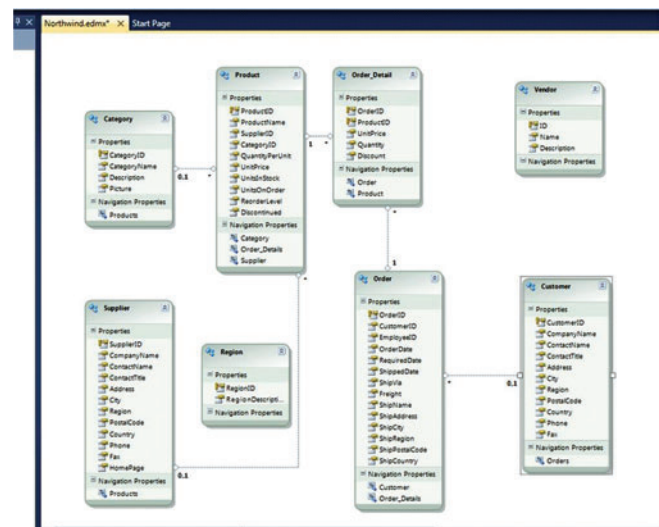 Northwind.edmx* × Start Page
Category
Properties
CategoryID
CategoryName
Description
Picture
Navigation Properties
Products
0..1
*
Product
Properties
ProductID
ProductName
SupplierID
CategoryID
QuantityPerUnit
UnitPrice
UnitsInStock
UnitsOnOrder
ReorderLevel
Discontinued
Navigation Properties
Category
Order_Details
Supplier
1
*
Order_Detail
Properties
OrderID
ProductID
UnitPrice
Quantity
Discount
Navigation Properties
Order
Product
*
1
Vendor
Properties
ID
Name
Description
Navigation Properties
Supplier
Properties
SupplierID
CompanyName
ContactName
ContactTitle
Address
City
Region
PostalCode
Country
Phone
Fax
HomePage
Navigation Properties
Products
0..1
*
Region
Properties
RegionID
RegionDescripti...
Navigation Properties
Order
Properties
OrderID
CustomerID
EmployeeID
OrderDate
RequiredDate
ShippedDate
ShipVia
Freight
ShipName
ShipAddress
ShipCity
ShipRegion
ShipPostalCode
ShipCountry
Navigation Properties
Customer
Order_Details
*
0..1
Customer
Properties
CustomerID
CompanyName
ContactName
ContactTitle
Address
City
Region
PostalCode
Country
Phone
Fax
Navigation Properties
Orders